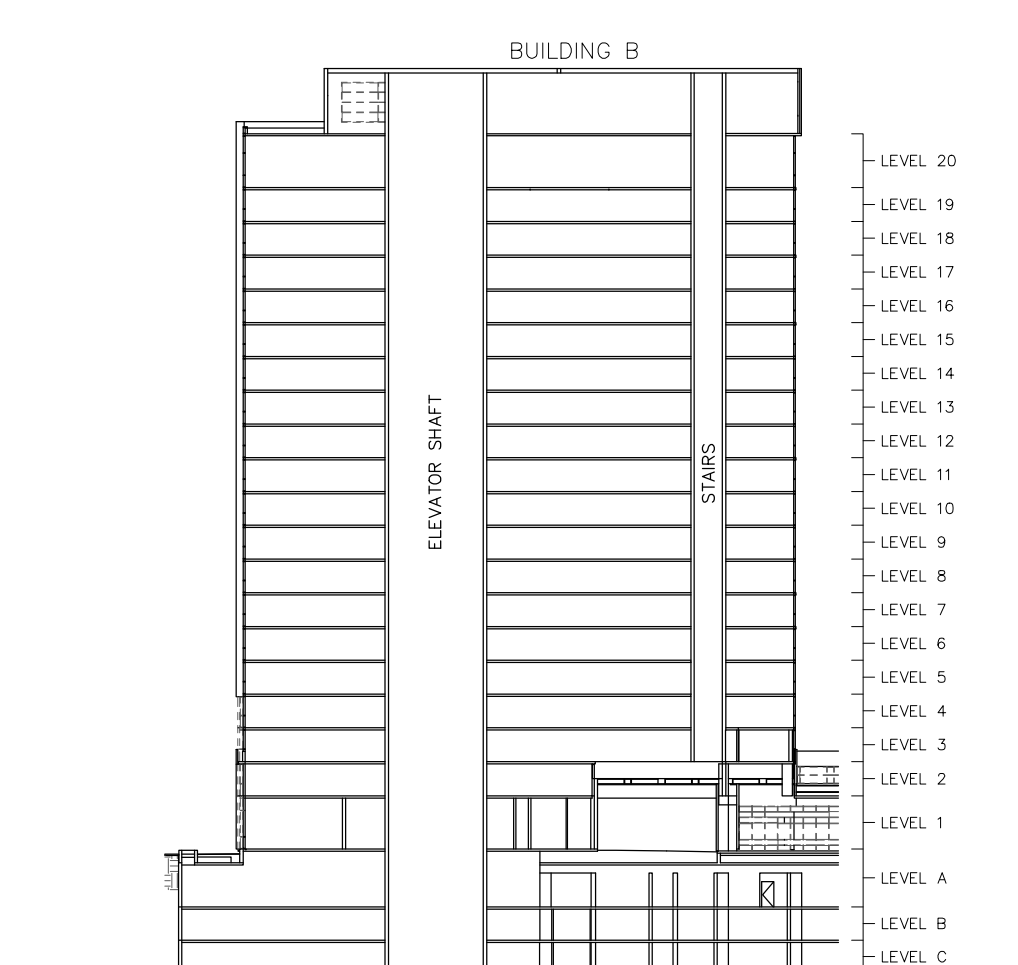 BUILDING B
LEVEL 20
LEVEL 19
LEVEL 18
LEVEL 17
LEVEL 16
LEVEL 15
LEVEL 14
LEVEL 13
LEVEL 12
LEVEL 11
LEVEL 10
LEVEL 9
LEVEL 8
LEVEL 7
LEVEL 6
LEVEL 5
LEVEL 4
LEVEL 3
LEVEL 2
LEVEL 1
LEVEL A
LEVEL B
LEVEL C
ELEVATOR SHAFT
STAIRS